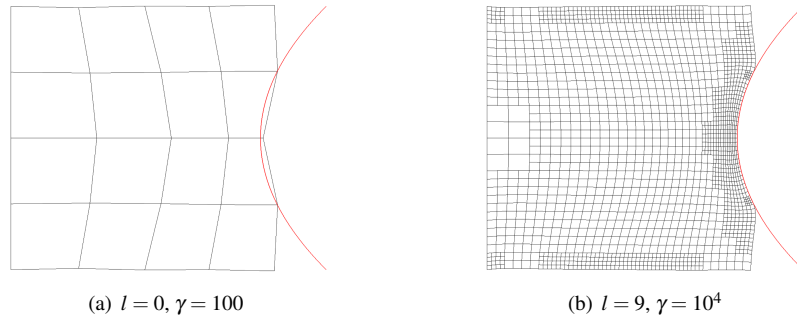 (a) l = 0, γ = 100
(b) l = 9, γ = 10⁴